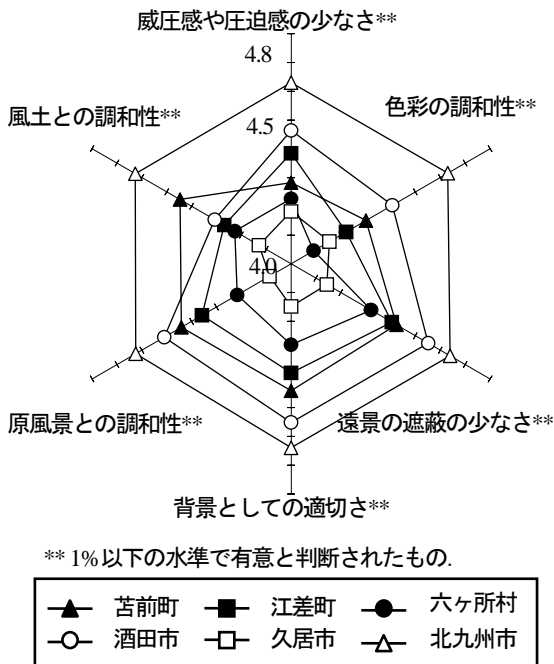 威圧感や圧迫感の少なさ**
4.8
色彩の調和性**
風土との調和性**
4.5
4.0
原風景との調和性**
遠景の遮蔽の少なさ**
背景としての適切さ**
** 1%以下の水準で有意と判断されたもの.
苫前町 江差町 六ヶ所村
酒田市 久居市 北九州市